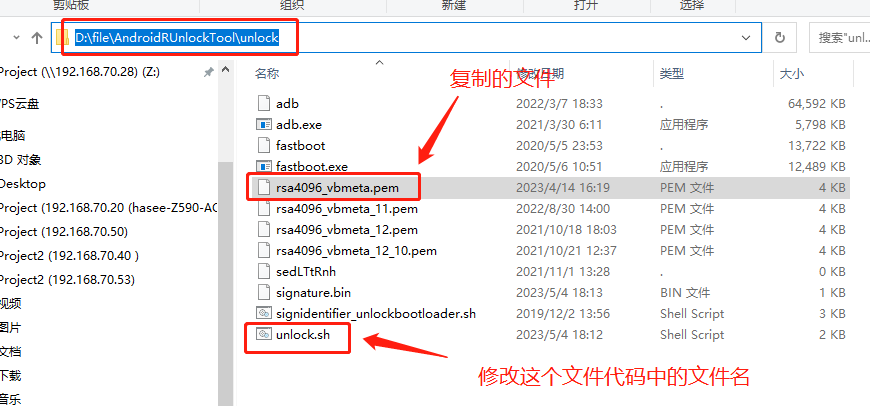 剪贴板 组织 新建 打开 选择
D:\file\AndroidRUnlockTool\unlock 搜索"unl...
Project (\\192.168.70.28) (Z:)
名称 修改日期 类型 大小
复制的文件
PS云盘
adb 2022/3/7 18:33 . 64,592 KB
电脑
adb.exe 2021/3/30 6:11 应用程序 5,798 KB
3D 对象
fastboot 2020/5/5 23:53 . 13,722 KB
fastboot.exe 2020/5/6 10:51 应用程序 12,489 KB
Desktop
rsa4096_vbmeta.pem 2023/4/14 16:19 PEM 文件 4 KB
Project (192.168.70.20 (hasee-Z590-AC
rsa4096_vbmeta_11.pem 2022/8/30 14:00 PEM 文件 4 KB
Project (192.168.70.50)
rsa4096_vbmeta_12.pem 2021/10/18 18:03 PEM 文件 4 KB
Project2 (192.168.70.40 )
rsa4096_vbmeta_12_10.pem 2021/10/21 12:37 PEM 文件 4 KB
Project2 (192.168.70.53)
sedLTtRnh 2021/11/1 13:28 . 0 KB
视频
signature.bin 2023/5/4 18:13 BIN 文件 1 KB
图片
signidentifier_unlockbootloader.sh 2019/12/2 13:56 Shell Script 3 KB
文档
unlock.sh 2023/5/4 18:12 Shell Script 2 KB
下载
修改这个文件代码中的文件名
音乐